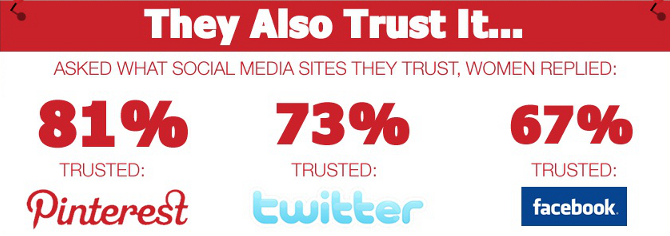 They Also Trust It...
ASKED WHAT SOCIAL MEDIA SITES THEY TRUST, WOMEN REPLIED:
81% 73% 67%
TRUSTED: TRUSTED: TRUSTED:
Pinterest twitter facebook.